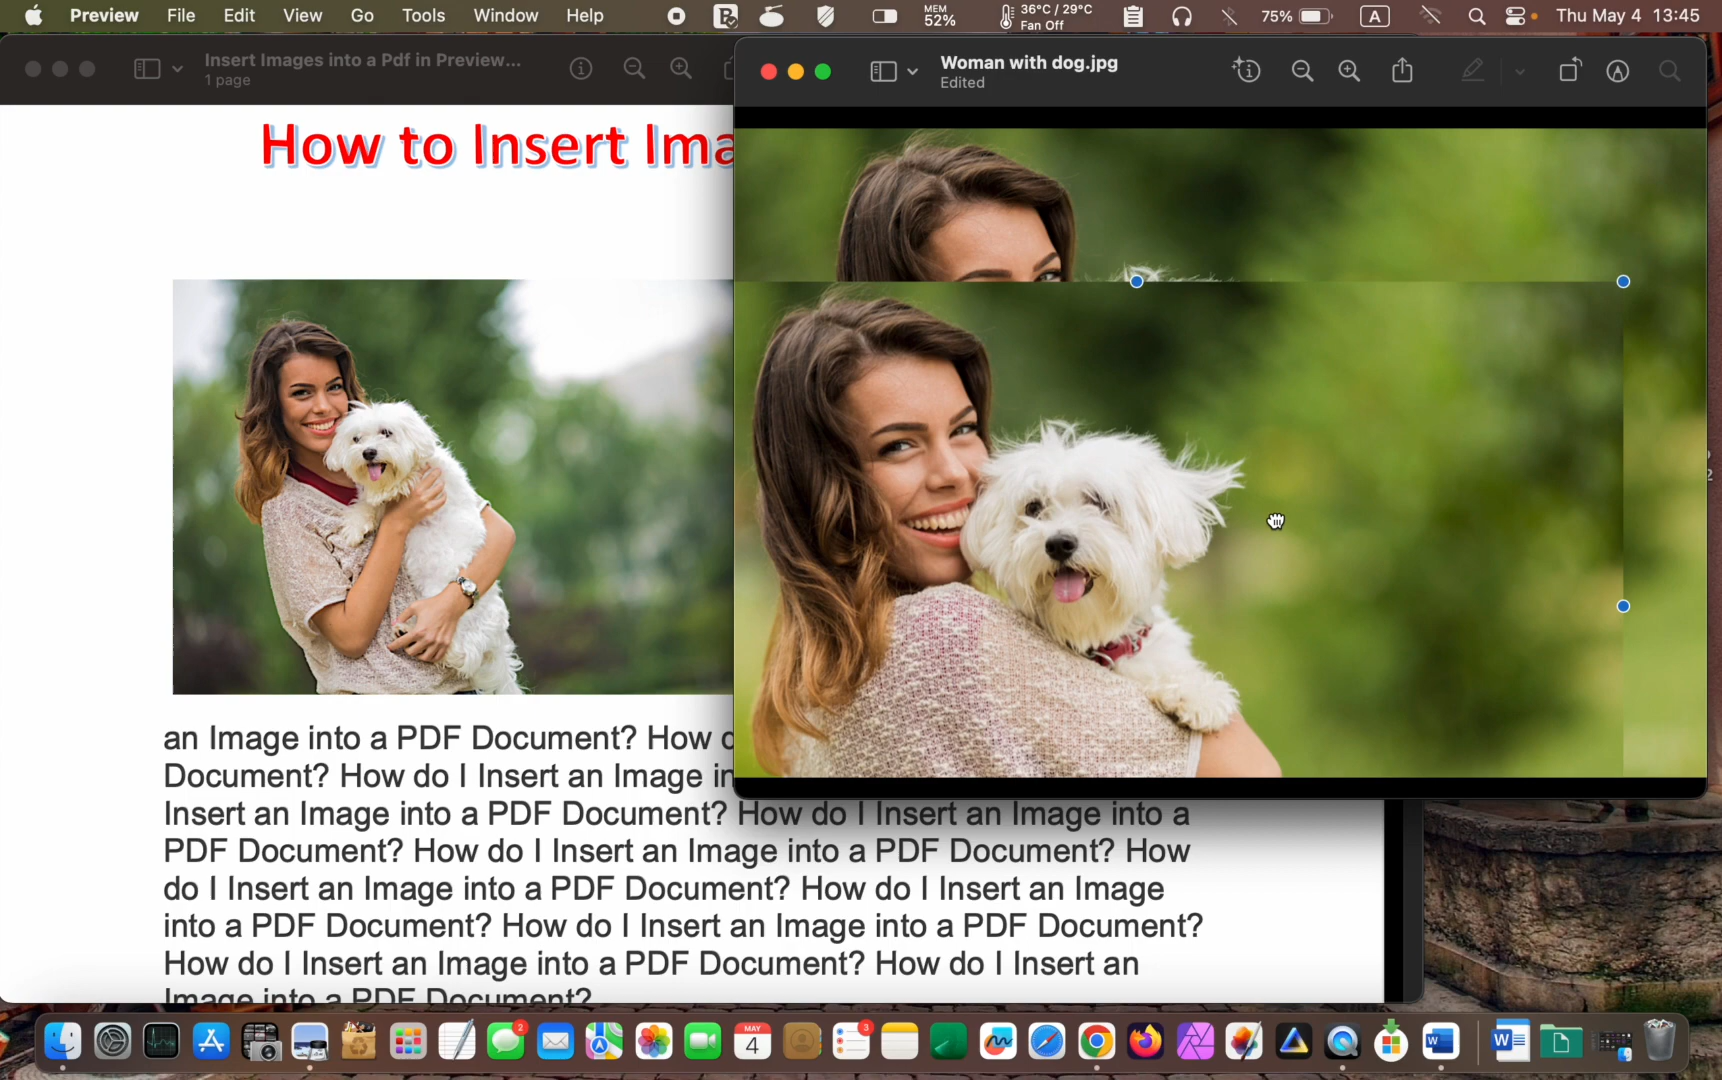 Preview File Edit View Go Tools Window Help MEM 52% 36°C / 29°C Fan Off 75% A Thu May 4 13:45
Insert Images into a Pdf in Preview...
1 page
Woman with dog.jpg
Edited
How to Insert Ima
an Image into a PDF Document? How d
Document? How do I Insert an Image in
Insert an Image into a PDF Document? How do I Insert an Image into a
PDF Document? How do I Insert an Image into a PDF Document? How
do I Insert an Image into a PDF Document? How do I Insert an Image
into a PDF Document? How do I Insert an Image into a PDF Document?
How do I Insert an Image into a PDF Document? How do I Insert an
Image into a PDF Document?
2
MAY
4
3
W
W